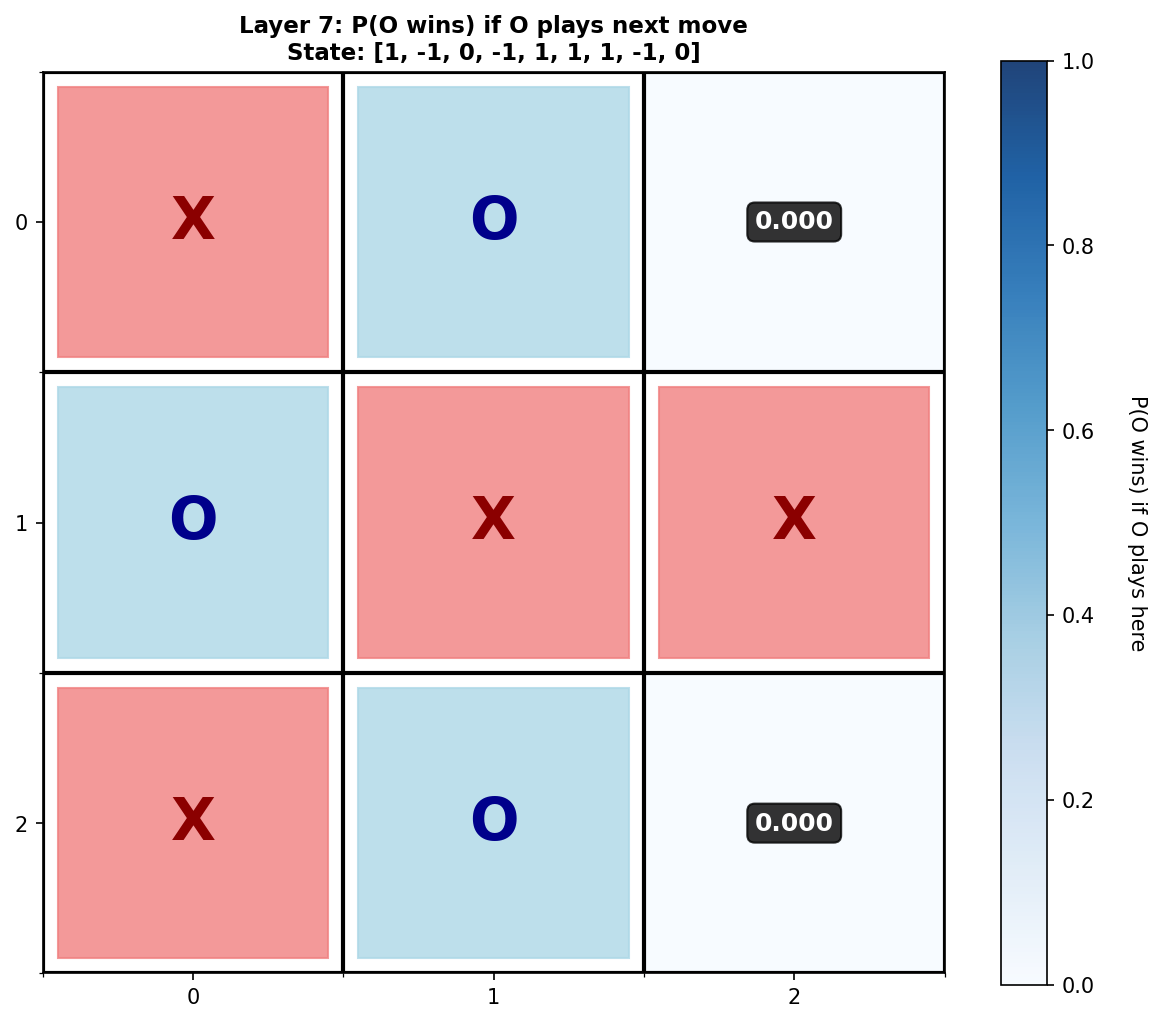 Layer 7: P(O wins) if O plays next move
State: [1, -1, 0, -1, 1, 1, 1, -1, 0]
X
O
0.000
O
X
X
X
O
0.000
0
1
2
0
1
2
1.0
0.8
0.6
0.4
0.2
0.0
P(O wins) if O plays here